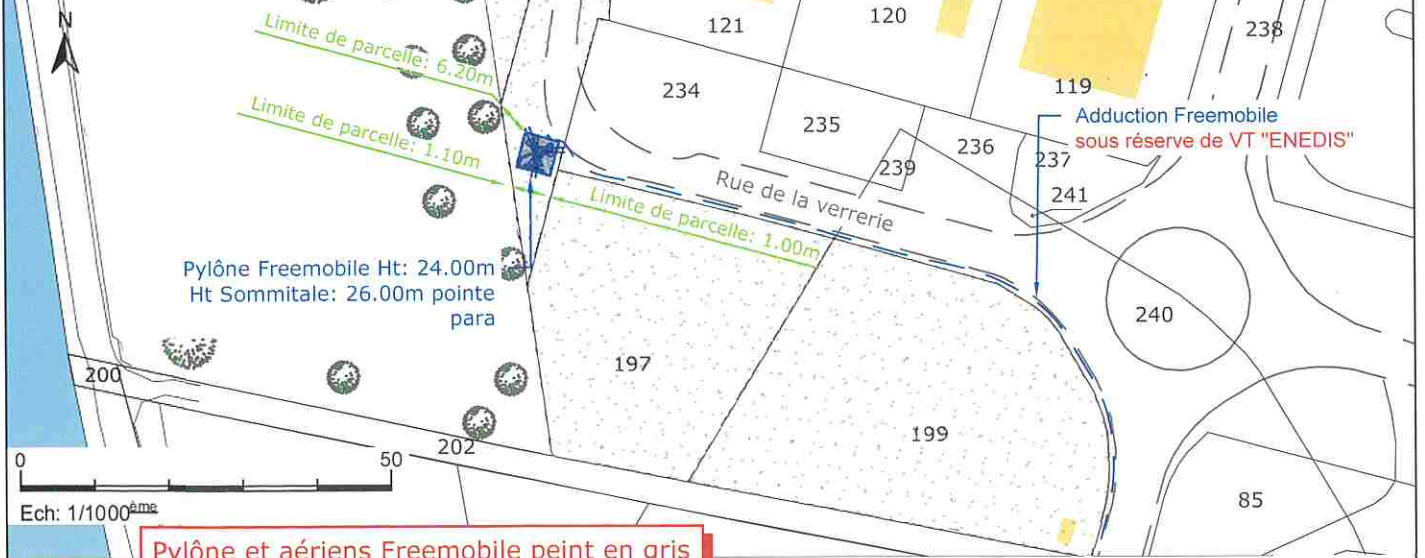 N
121
120
238
Limite de parcelle: 6.20m
234
119
Limite de parcelle: 1.10m
235
Adduction Freemobile
sous réserve de VT "ENEDIS"
239
236
237
241
Rue de la verrerie
Limite de parcelle: 1.00m
Pylône Freemobile Ht: 24.00m
Ht Sommitale: 26.00m pointe
para
240
197
200
199
202
0 50
85
Ech: 1/1000ème
Pylône et aériens Freemobile peint en gris